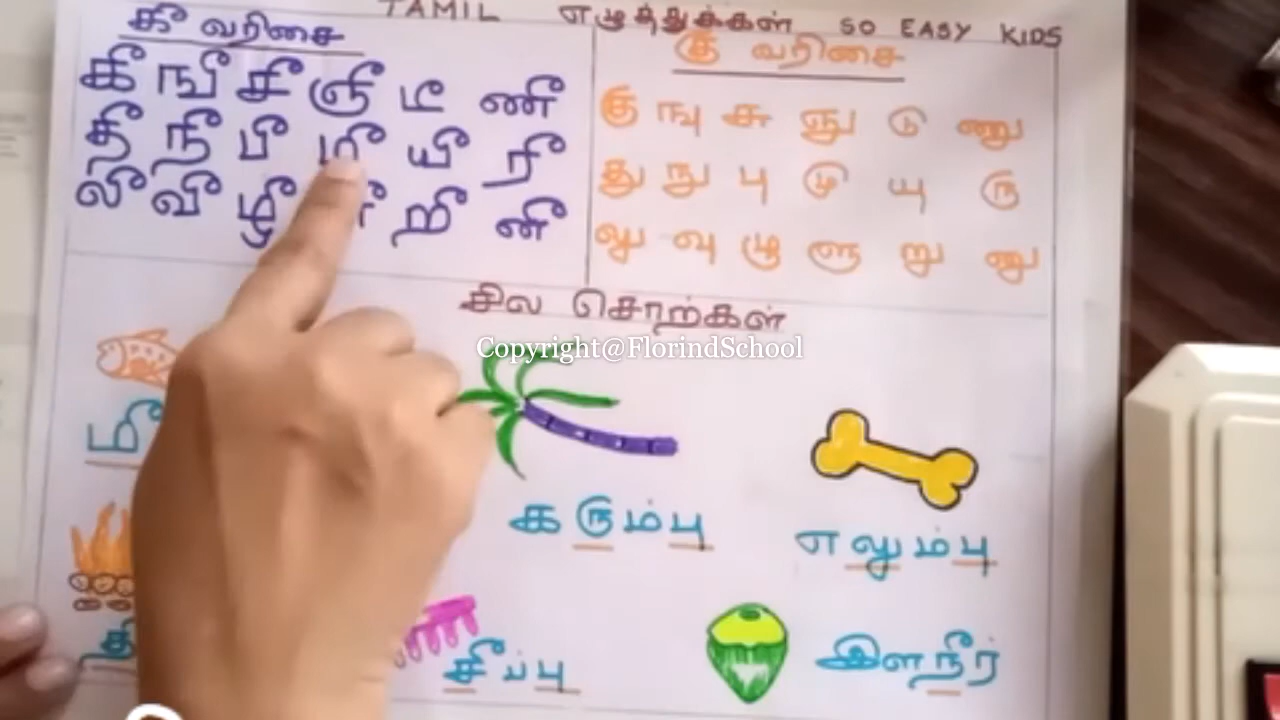 TAMIL எழுத்துக்கள் SO EASY KIDS
கீ வரிசை
கீ ஙீ சீ ஞீ டீ ணீ
தீ நீ பீ மீ யீ ரீ
லீ வீ ழீ றீ னீ
கு வரிசை
கு ஙு சு ஞு டு ணு
து நு பு மு யு ரு
லு வு ழு ளு று னு
சில சொற்கள்
Copyright@FlorindSchool
மீ
கரும்பு
எலும்பு
தீ
சீப்பு
இளநீர்